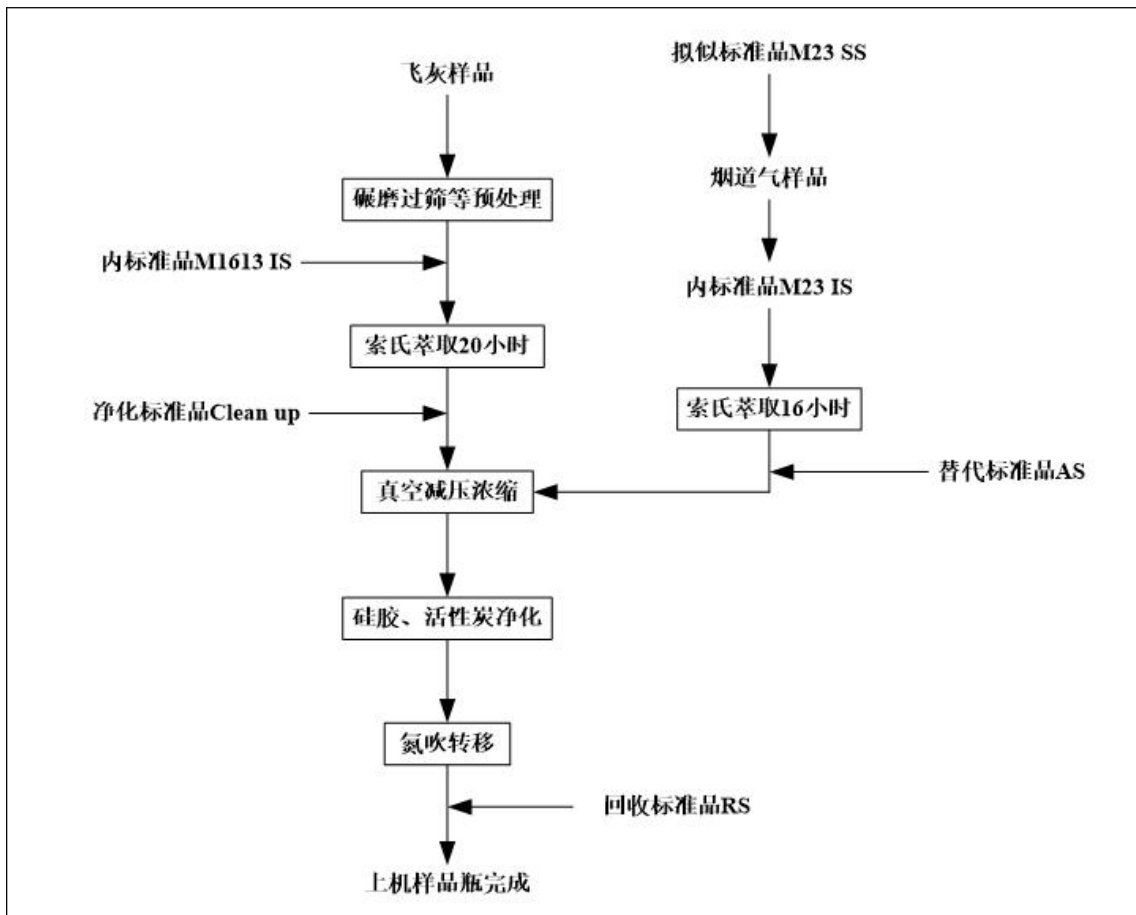 飞灰样品
碾磨过筛等预处理
内标准品M1613 IS
索氏萃取20小时
净化标准品Clean up
真空减压浓缩
硅胶、活性炭净化
氮吹转移
上机样品瓶完成
拟似标准品M23 SS
烟道气样品
内标准品M23 IS
索氏萃取16小时
替代标准品AS
回收标准品RS